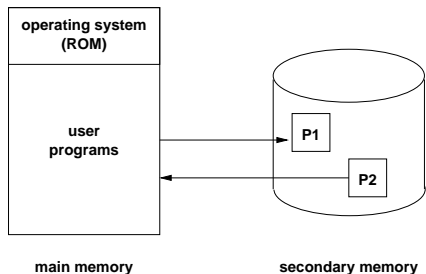 operating system
(ROM)
user
programs
P1
P2
main memory
secondary memory